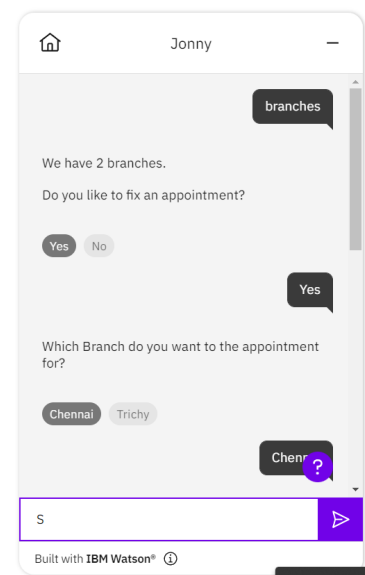 Jonny
branches
We have 2 branches.
Do you like to fix an appointment?
Yes No
Yes
Which Branch do you want to the appointment
for?
Chennai Trichy
?
S
Built with IBM Watson®